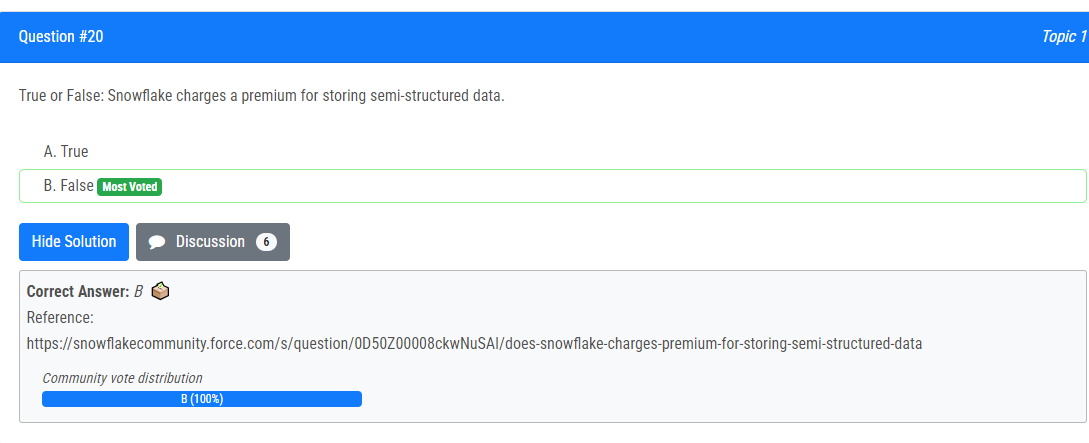 Question #20
Topic 1
True or False: Snowflake charges a premium for storing semi-structured data.
A. True
B. False Most Voted
Hide Solution
Discussion 6
Correct Answer: B
Reference:
https://snowflakecommunity.force.com/s/question/0D50Z00008ckwNuSAI/does-snowflake-charges-premium-for-storing-semi-structured-data
Community vote distribution
B (100%)